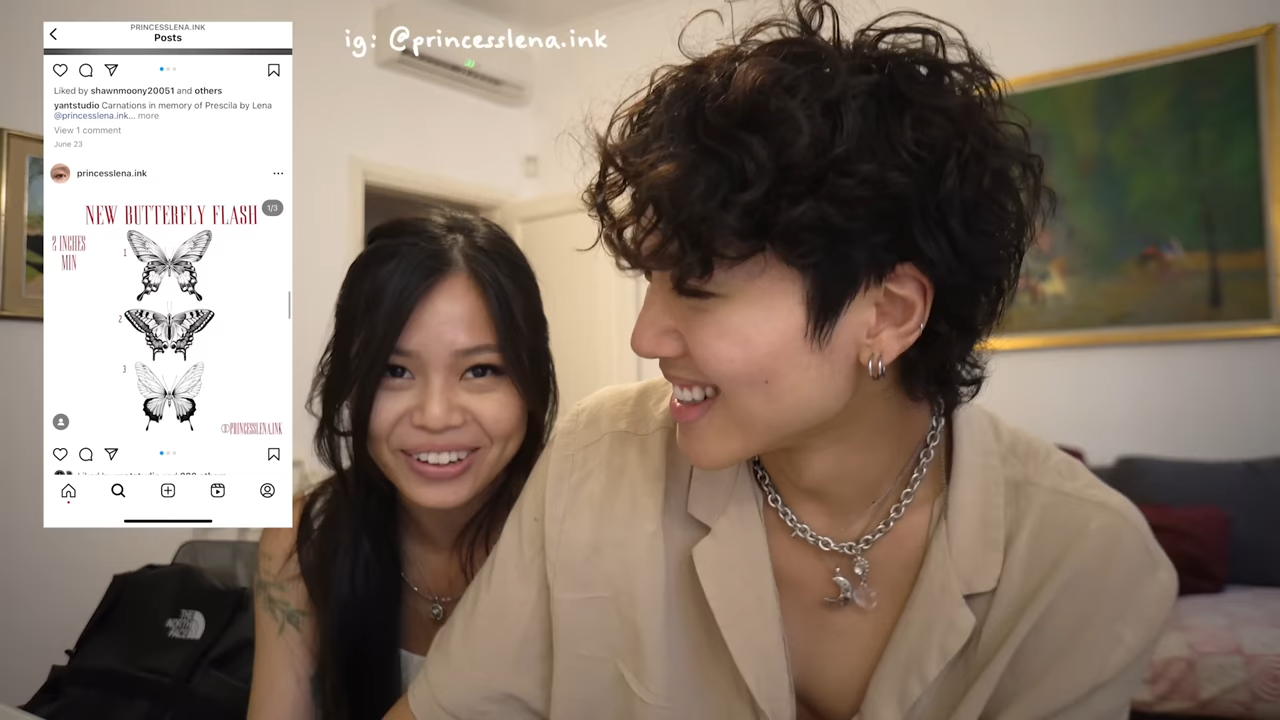 PRINCESSLENA.INK
Posts
ig: @princesslena.ink
Liked by shawnmoony20051 and others
yantstudio Carnations in memory of Prescila by Lena
@princesslena.ink... more
View 1 comment
June 23
princesslena.ink
1/3
NEW BUTTERFLY FLASH
2 INCHES
MIN
1
2
3
PRINCESSLENA.INK
THE
NORTH
FACE